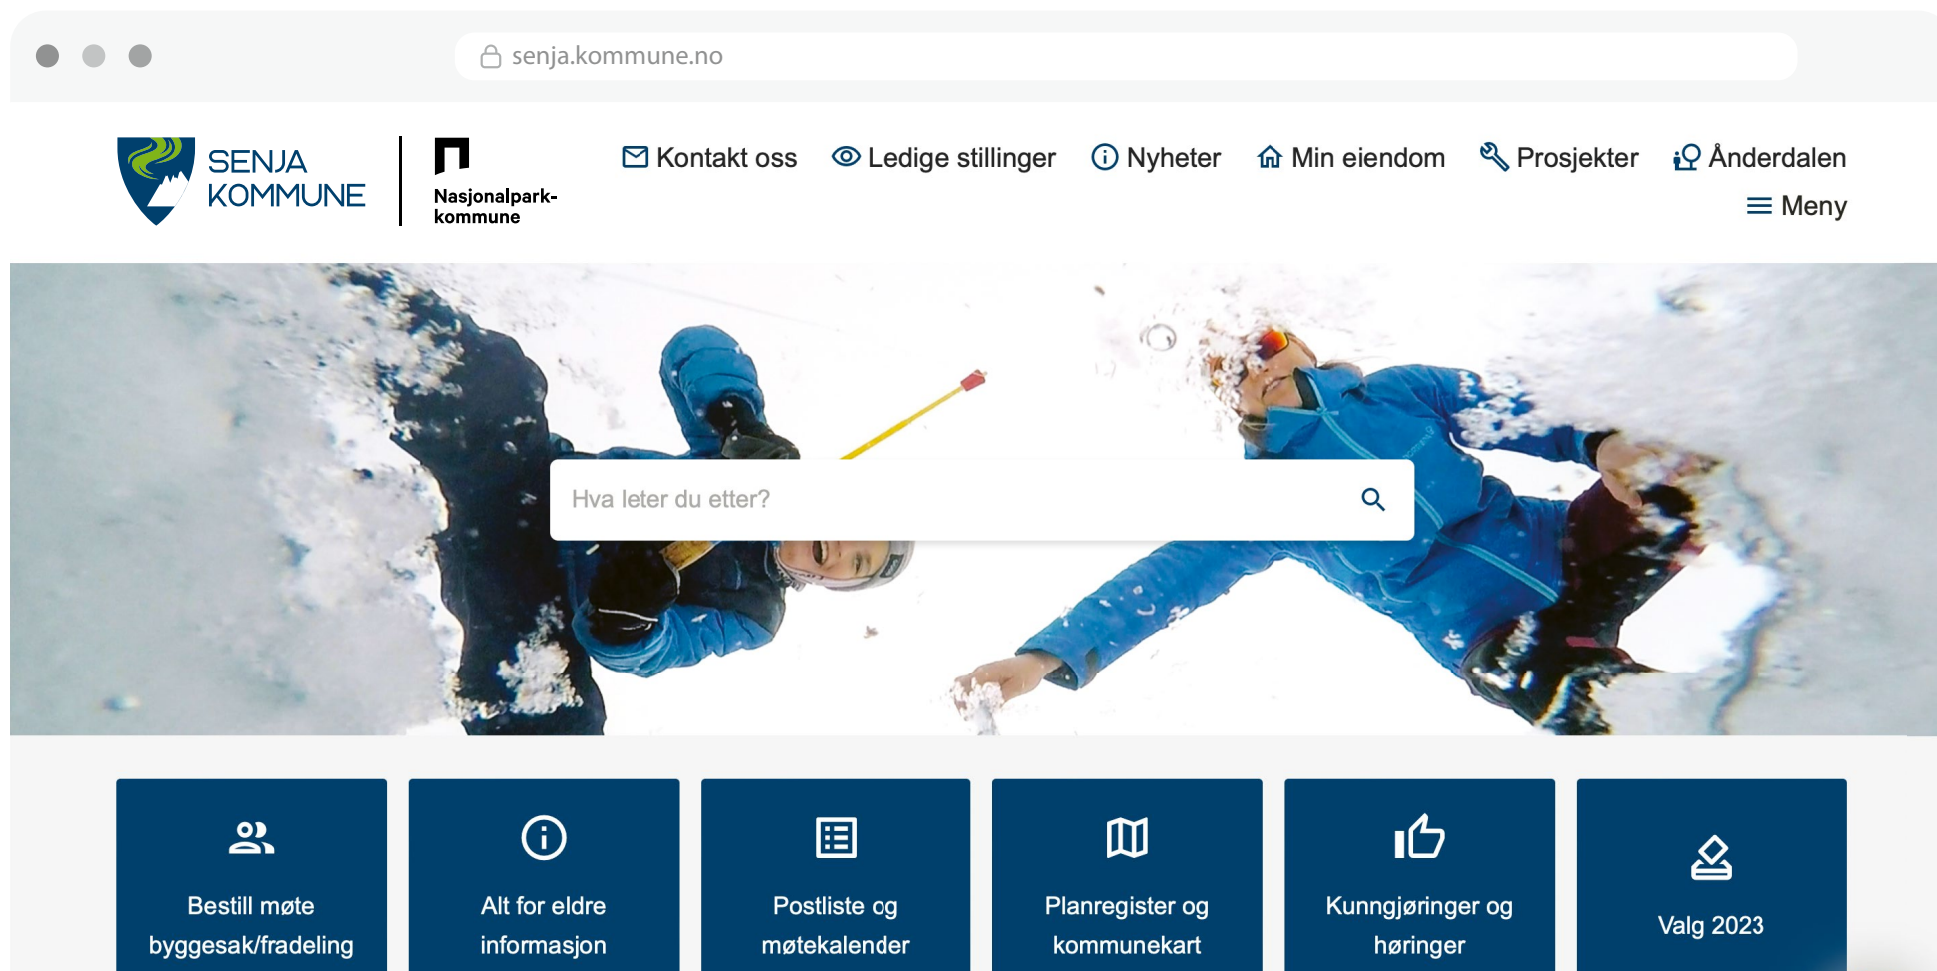 senja.kommune.no
SENJA
KOMMUNE
Nasjonalpark-
kommune
Kontakt oss
Ledige stillinger
Nyheter
Min eiendom
Prosjekter
Ånderdalen
Meny
Hva leter du etter?
Bestill møte
byggesak/fradeling
Alt for eldre
informasjon
Postliste og
møtekalender
Planregister og
kommunekart
Kunngjøringer og
høringer
Valg 2023